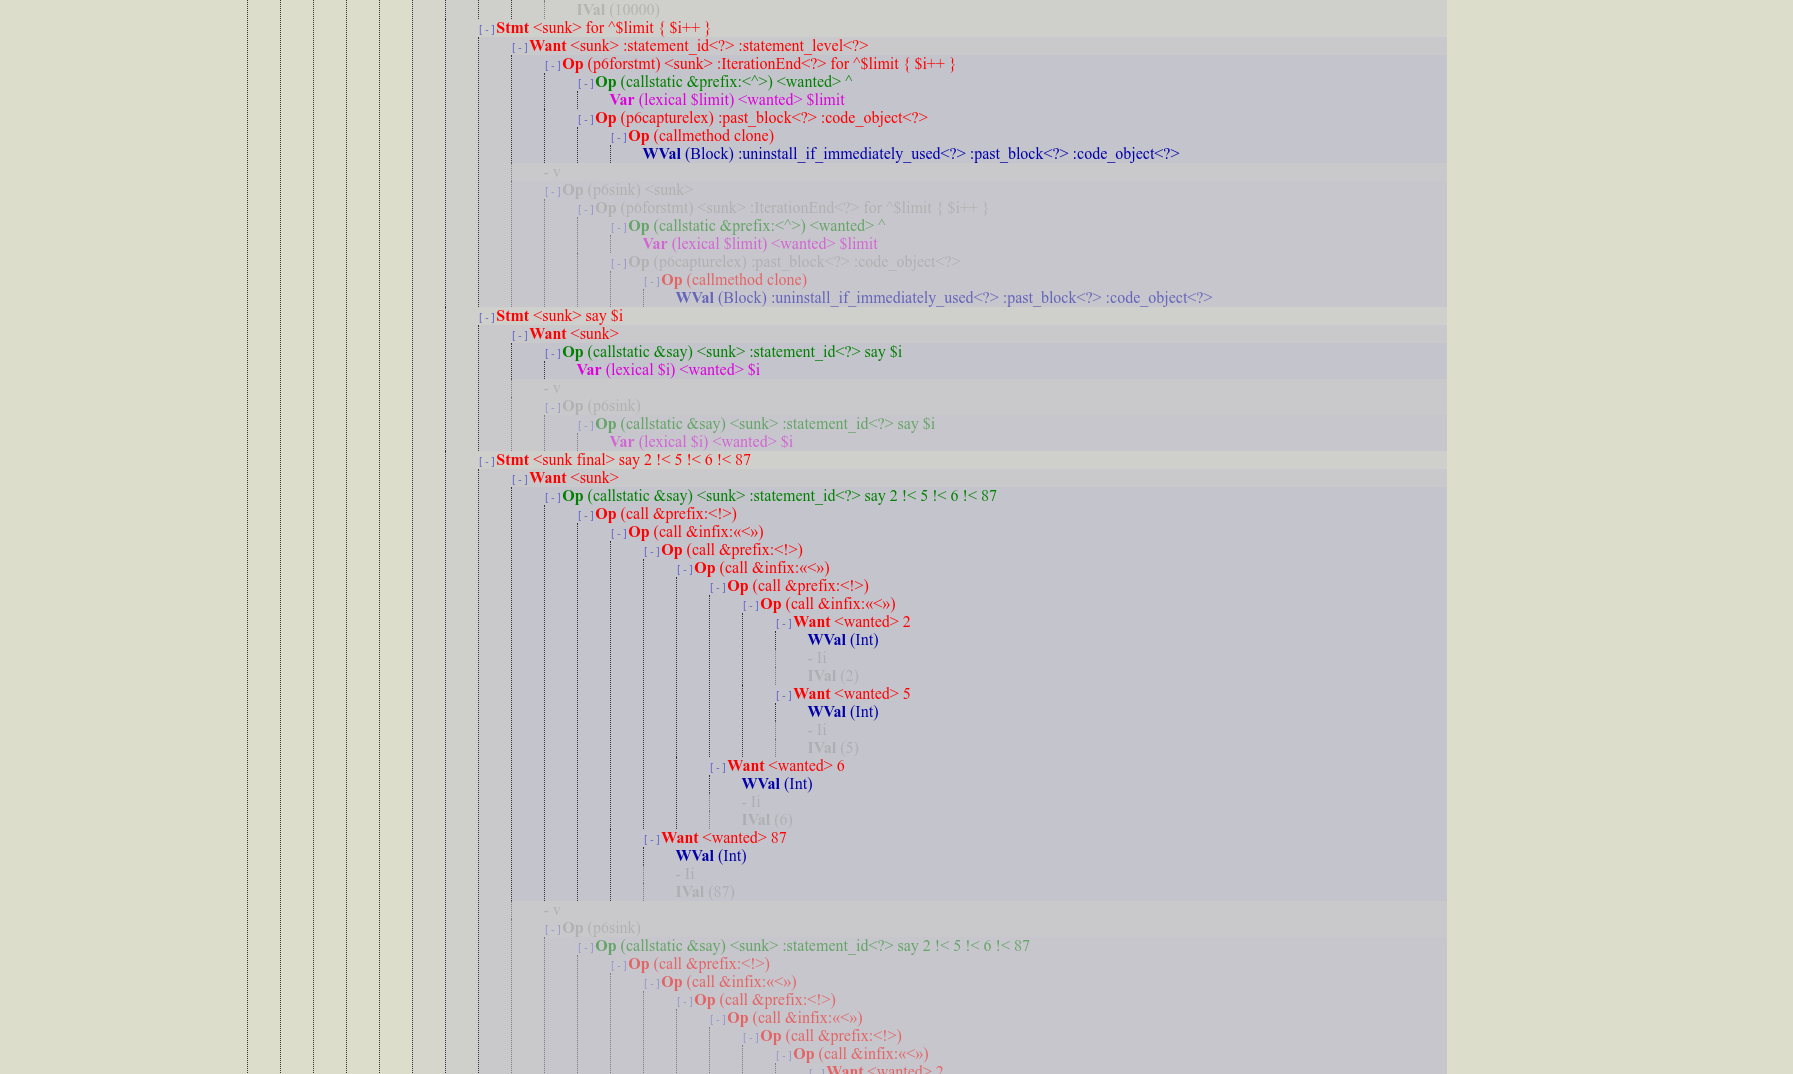 IVal (10000)
[-]Stmt <sunk> for ^$limit { $i++ }
[-]Want <sunk> :statement_id<?> :statement_level<?>
[-]Op (p6forstmt) <sunk> :IterationEnd<?> for ^$limit { $i++ }
[-]Op (callstatic &prefix:<^>) <wanted> ^
Var (lexical $limit) <wanted> $limit
[-]Op (p6capturelex) :past_block<?> :code_object<?>
[-]Op (callmethod clone)
WVal (Block) :uninstall_if_immediately_used<?> :past_block<?> :code_object<?>
- v
[-]Op (p6sink) <sunk>
[-]Op (p6forstmt) <sunk> :IterationEnd<?> for ^$limit { $i++ }
[-]Op (callstatic &prefix:<^>) <wanted> ^
Var (lexical $limit) <wanted> $limit
[-]Op (p6capturelex) :past_block<?> :code_object<?>
[-]Op (callmethod clone)
WVal (Block) :uninstall_if_immediately_used<?> :past_block<?> :code_object<?>
[-]Stmt <sunk> say $i
[-]Want <sunk>
[-]Op (callstatic &say) <sunk> :statement_id<?> say $i
Var (lexical $i) <wanted> $i
- v
[-]Op (p6sink)
[-]Op (callstatic &say) <sunk> :statement_id<?> say $i
Var (lexical $i) <wanted> $i
[-]Stmt <sunk final> say 2 !< 5 !< 6 !< 87
[-]Want <sunk>
[-]Op (callstatic &say) <sunk> :statement_id<?> say 2 !< 5 !< 6 !< 87
[-]Op (call &prefix:<!>)
[-]Op (call &infix:«<»)
[-]Op (call &prefix:<!>)
[-]Op (call &infix:«<»)
[-]Op (call &prefix:<!>)
[-]Op (call &infix:«<»)
[-]Want <wanted> 2
WVal (Int)
- Ii
IVal (2)
[-]Want <wanted> 5
WVal (Int)
- Ii
IVal (5)
[-]Want <wanted> 6
WVal (Int)
- Ii
IVal (6)
[-]Want <wanted> 87
WVal (Int)
- Ii
IVal (87)
- v
[-]Op (p6sink)
[-]Op (callstatic &say) <sunk> :statement_id<?> say 2 !< 5 !< 6 !< 87
[-]Op (call &prefix:<!>)
[-]Op (call &infix:«<»)
[-]Op (call &prefix:<!>)
[-]Op (call &infix:«<»)
[-]Op (call &prefix:<!>)
[-]Op (call &infix:«<»)
[-]Want <wanted> 2